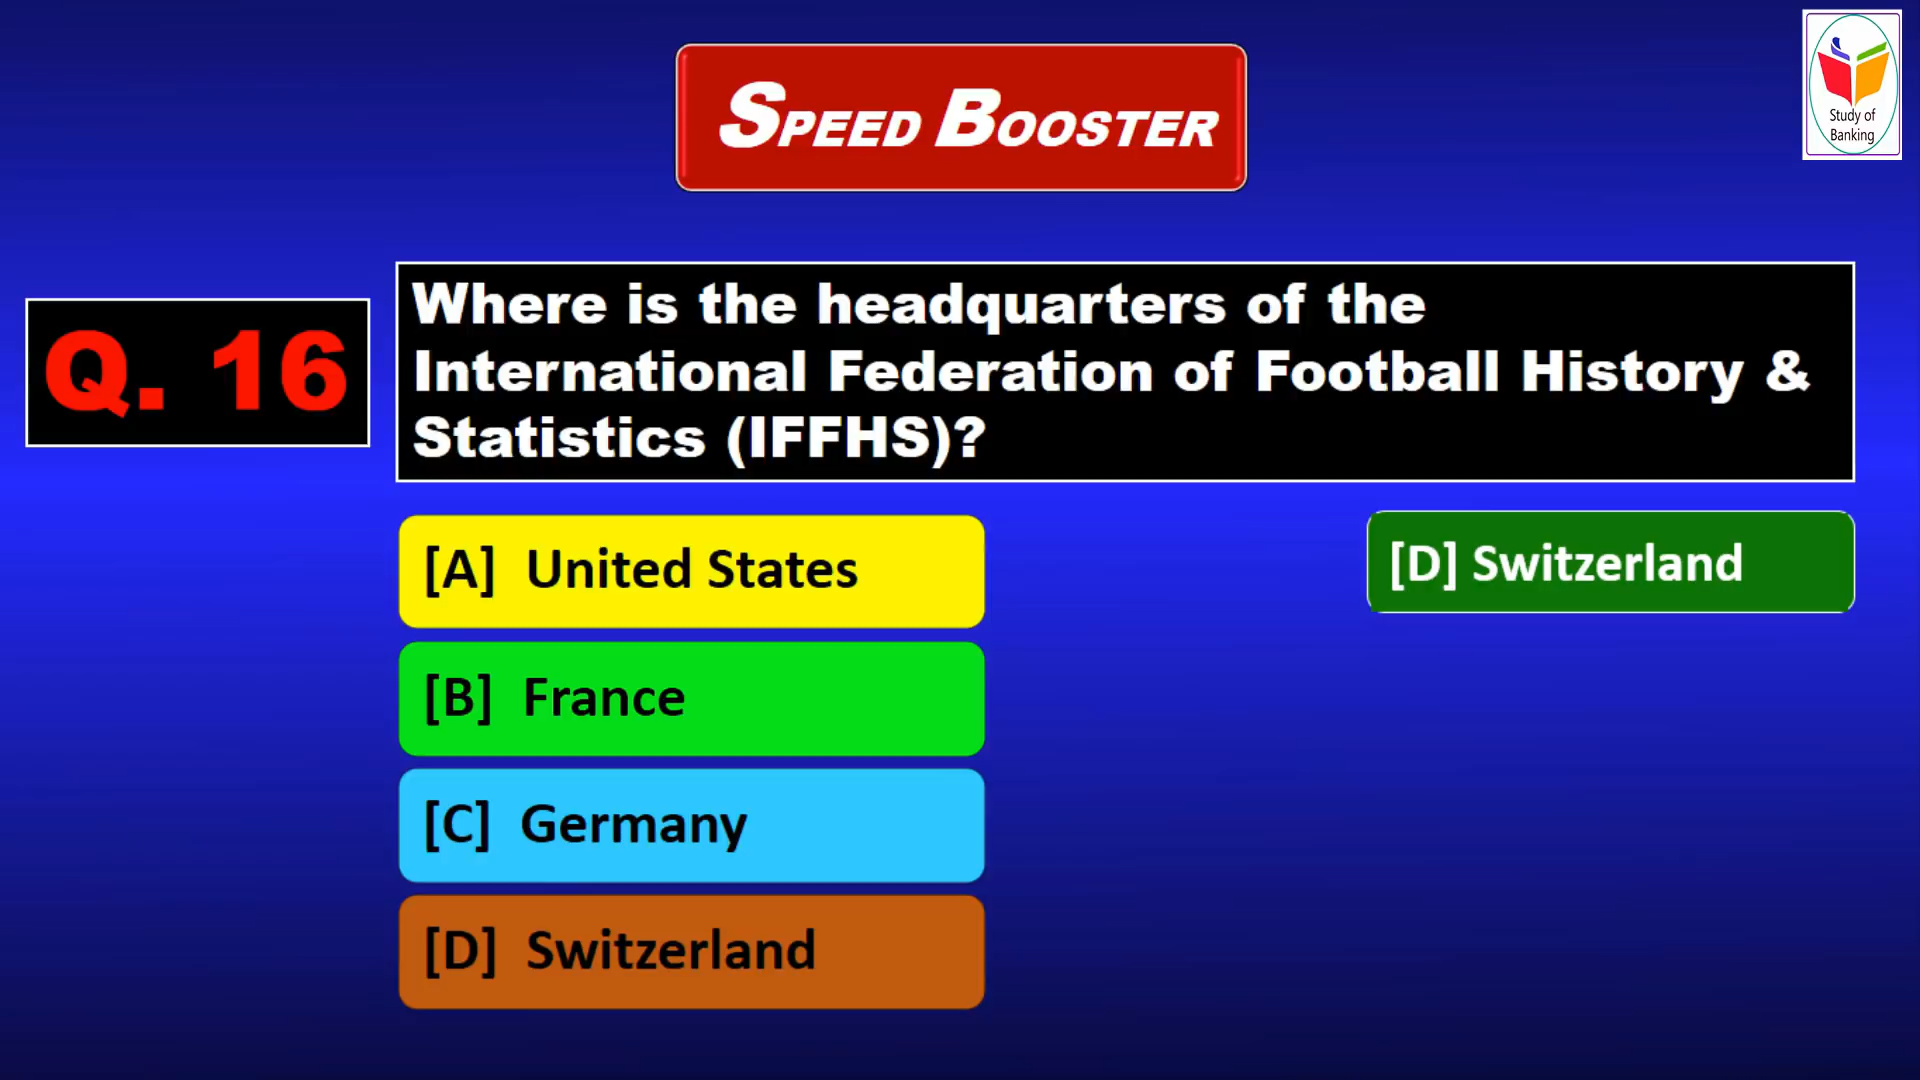 SPEED BOOSTER
Study of
Banking
Q. 16
Where is the headquarters of the
International Federation of Football History &
Statistics (IFFHS)?
[A] United States
[D] Switzerland
[B] France
[C] Germany
[D] Switzerland